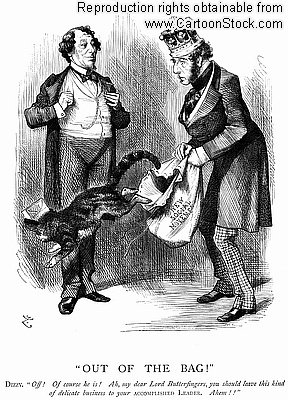 Reproduction rights obtainable from
www.CartoonStock.com
"OUT OF THE BAG!"
Dizzy. "Off! Of course he is! Ah, my dear Lord Butterfingers, you should leave this kind
of delicate business to your ACCOMPLISHED LEADER. Ahem!!"